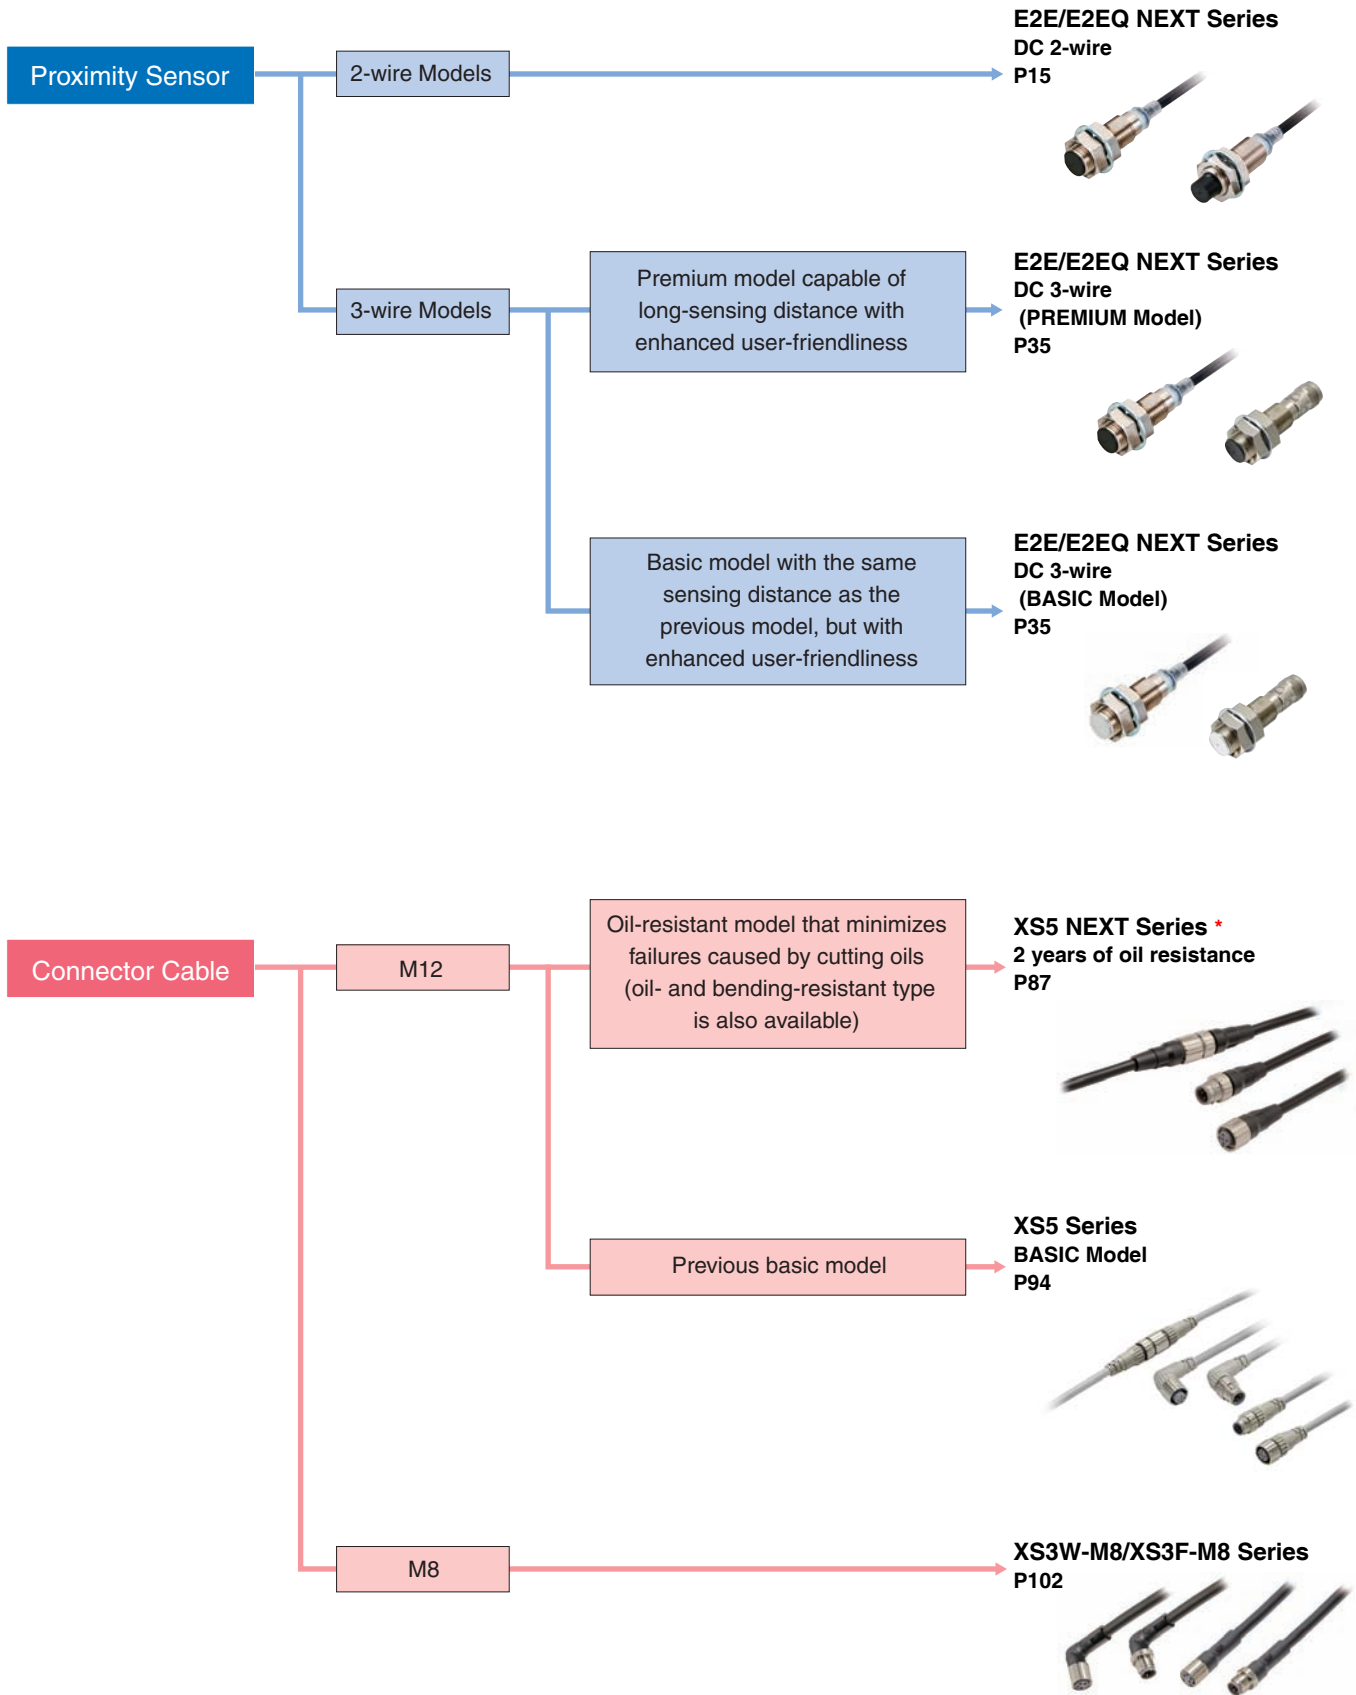 Proximity Sensor
2-wire Models
E2E/E2EQ NEXT Series
DC 2-wire
P15
3-wire Models
Premium model capable of
long-sensing distance with
enhanced user-friendliness
E2E/E2EQ NEXT Series
DC 3-wire
(PREMIUM Model)
P35
Basic model with the same
sensing distance as the
previous model, but with
enhanced user-friendliness
E2E/E2EQ NEXT Series
DC 3-wire
(BASIC Model)
P35
Connector Cable
M12
Oil-resistant model that minimizes
failures caused by cutting oils
(oil- and bending-resistant type
is also available)
XS5 NEXT Series *
2 years of oil resistance
P87
Previous basic model
XS5 Series
BASIC Model
P94
M8
XS3W-M8/XS3F-M8 Series
P102